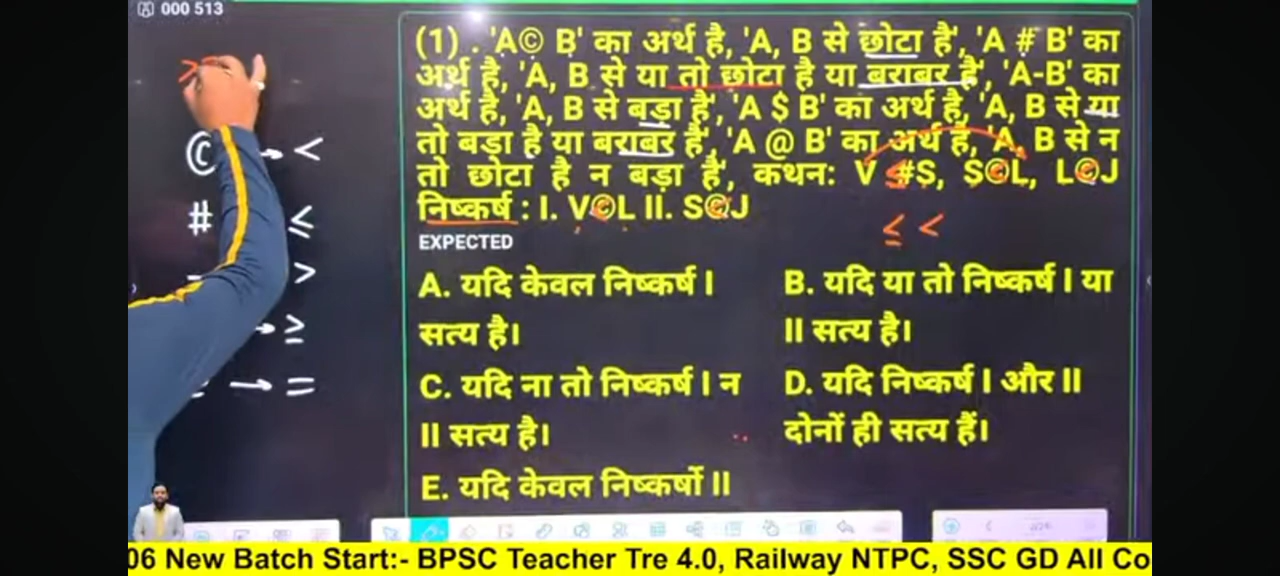 000 513
(1) . 'A© B' का अर्थ है, 'A, B से छोटा है', 'A # B' का
अर्थ है, 'A, B से या तो छोटा है या बराबर है', 'A-B' का
अर्थ है, 'A, B से बड़ा है', 'A $ B' का अर्थ है, 'A, B से या
तो बड़ा है या बराबर है', 'A @ B' का अर्थ है, 'A, B से न
तो छोटा है न बड़ा है', कथन: V #S, S©L, L©J
निष्कर्ष : I. V©L II. S©J
≤ <
EXPECTED
A. यदि केवल निष्कर्ष I
सत्य है।
B. यदि या तो निष्कर्ष I या
II सत्य है।
C. यदि ना तो निष्कर्ष I न
II सत्य है।
D. यदि निष्कर्ष I और II
दोनों ही सत्य हैं।
E. यदि केवल निष्कर्षो II
© → <
# ≤
>
→ ≥
→ =
06 New Batch Start:- BPSC Teacher Tre 4.0, Railway NTPC, SSC GD All Co